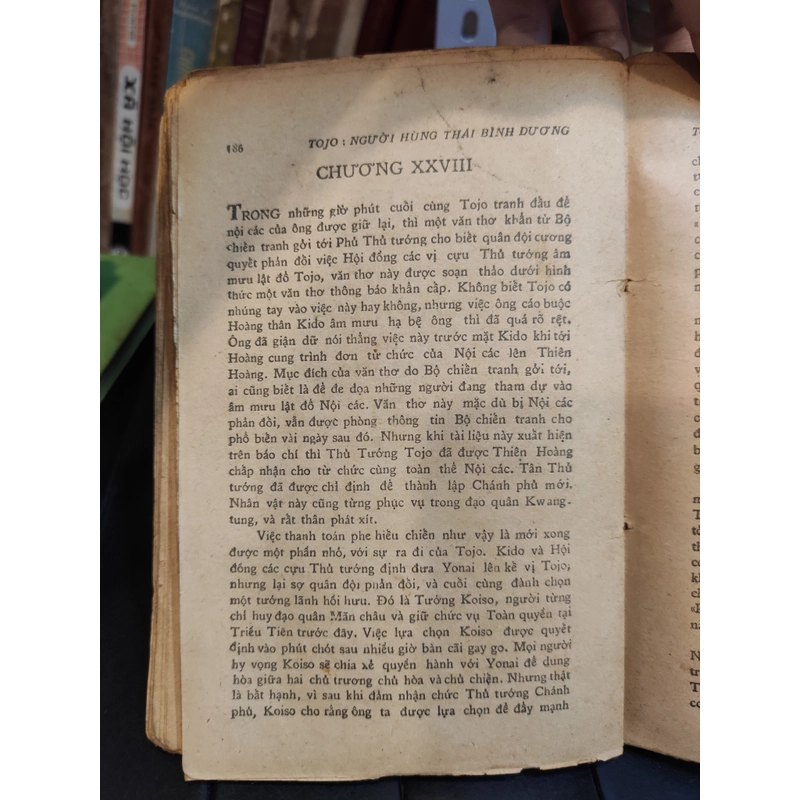 XÃ HỘI HỌC
186
TOJO : NGƯỜI HÙNG THÁI BÌNH DƯƠNG
CHƯƠNG XXVIII
TRONG những giờ phút cuối cùng Tojo tranh đấu để
nội các của ông được giữ lại, thì một văn thơ khẩn từ Bộ
chiến tranh gởi tới Phủ Thủ tướng cho biết quân đội cương
quyết phản đối việc Hội đồng các vị cựu Thủ tướng âm
mưu lật đổ Tojo, văn thơ này được soạn thảo dưới hình
thức một văn thơ thông báo khẩn cấp. Không biết Tojo có
nhúng tay vào việc này hay không, nhưng việc ông cáo buộc
Hoàng thân Kido âm mưu hạ bệ ông thì đã quá rõ rệt.
Ông đã giận dữ nói thẳng việc này trước mặt Kido khi tới
Hoàng cung trình đơn từ chức của Nội các lên Thiên
Hoàng. Mục đích của văn thơ do Bộ chiến tranh gởi tới,
ai cũng biết là để đe dọa những người đang tham dự vào
âm mưu lật đổ Nội các. Văn thơ này mặc dù bị Nội các
phản đối, vẫn được phòng thông tin Bộ chiến tranh cho
phổ biến vài ngày sau đó. Nhưng khi tài liệu này xuất hiện
trên báo chí thì Thủ Tướng Tojo đã được Thiên Hoàng
chấp nhận cho từ chức cùng toàn thể Nội các. Tân Thủ
tướng đã được chỉ định để thành lập Chánh phủ mới.
Nhân vật này cũng từng phục vụ trong đạo quân Kwang-
tung, và rất thân phát xít.
Việc thanh toán phe hiếu chiến như vậy là mới xong
được một phần nhỏ, với sự ra đi của Tojo. Kido và Hội
đồng các cựu Thủ tướng định đưa Yonai lên kế vị Tojo,
nhưng lại sợ quân đội phản đối, và cuối cùng đành chọn
một tướng lãnh hồi hưu. Đó là Tướng Koiso, người từng
chỉ huy đạo quân Mãn châu và giữ chức vụ Toàn quyền tại
Triều Tiên trước đây. Việc lựa chọn Koiso được quyết
định vào phút chót sau nhiều giờ bàn cãi gay go. Mọi người
hy vọng Koiso sẽ chia xẻ quyền hành với Yonai để dung
hòa giữa hai chủ trương chủ hòa và chủ chiến. Nhưng thật
là bất hạnh, vì sau khi đảm nhận chức Thủ tướng Chánh
phủ, Koiso cho rằng ông ta được lựa chọn để đẩy mạnh